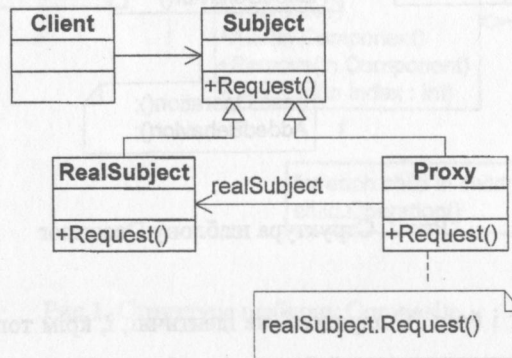 Client
Subject
+Request()
RealSubject
realSubject
Proxy
+Request()
+Request()
realSubject.Request()